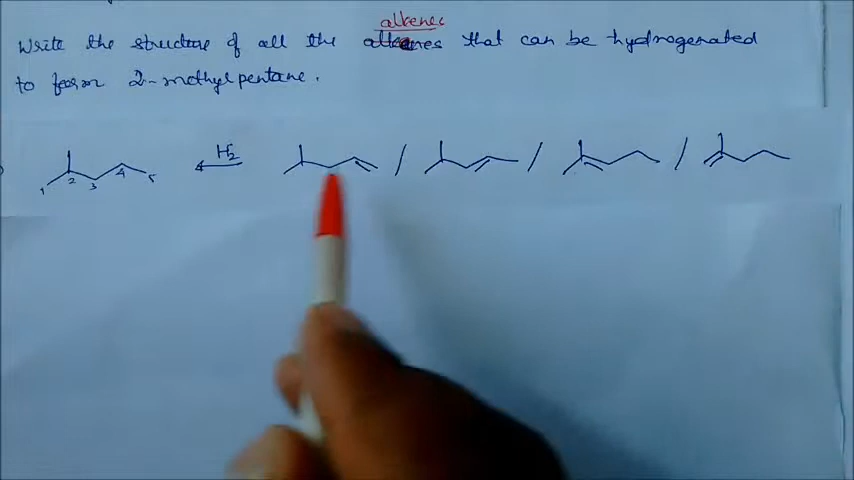 alkenes
Write the structure of all the alkenes that can be hydrogenated
to form 2-methylpentane.
H2
1 2 3 4 5
/ / /